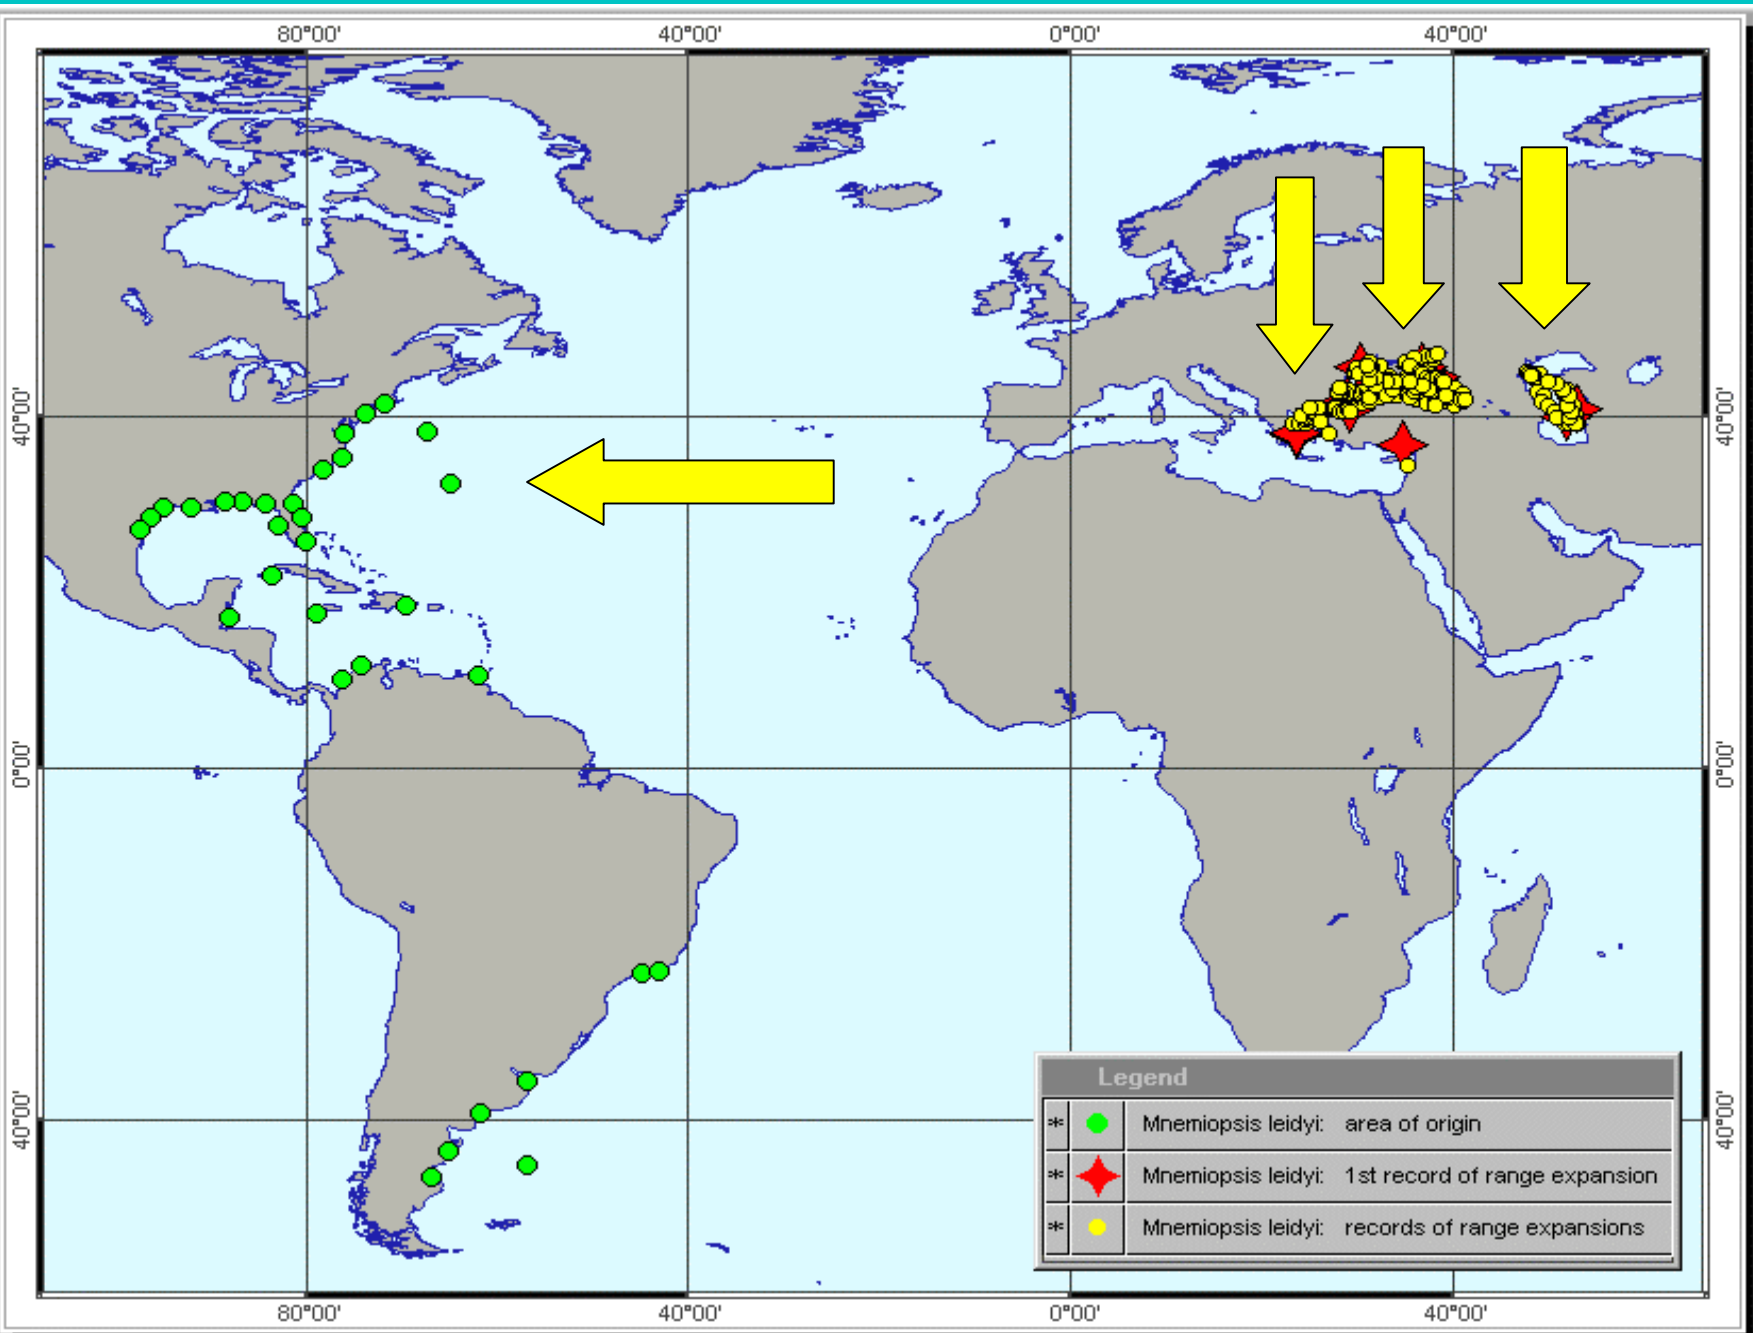 80°00' 40°00' 0°00' 40°00'
40°00' 40°00'
0°00' 0°00'
Legend
* Mnemiopsis leidyi: area of origin
* Mnemiopsis leidyi: 1st record of range expansion
* Mnemiopsis leidyi: records of range expansions
40°00' 40°00'
80°00' 40°00' 0°00' 40°00'